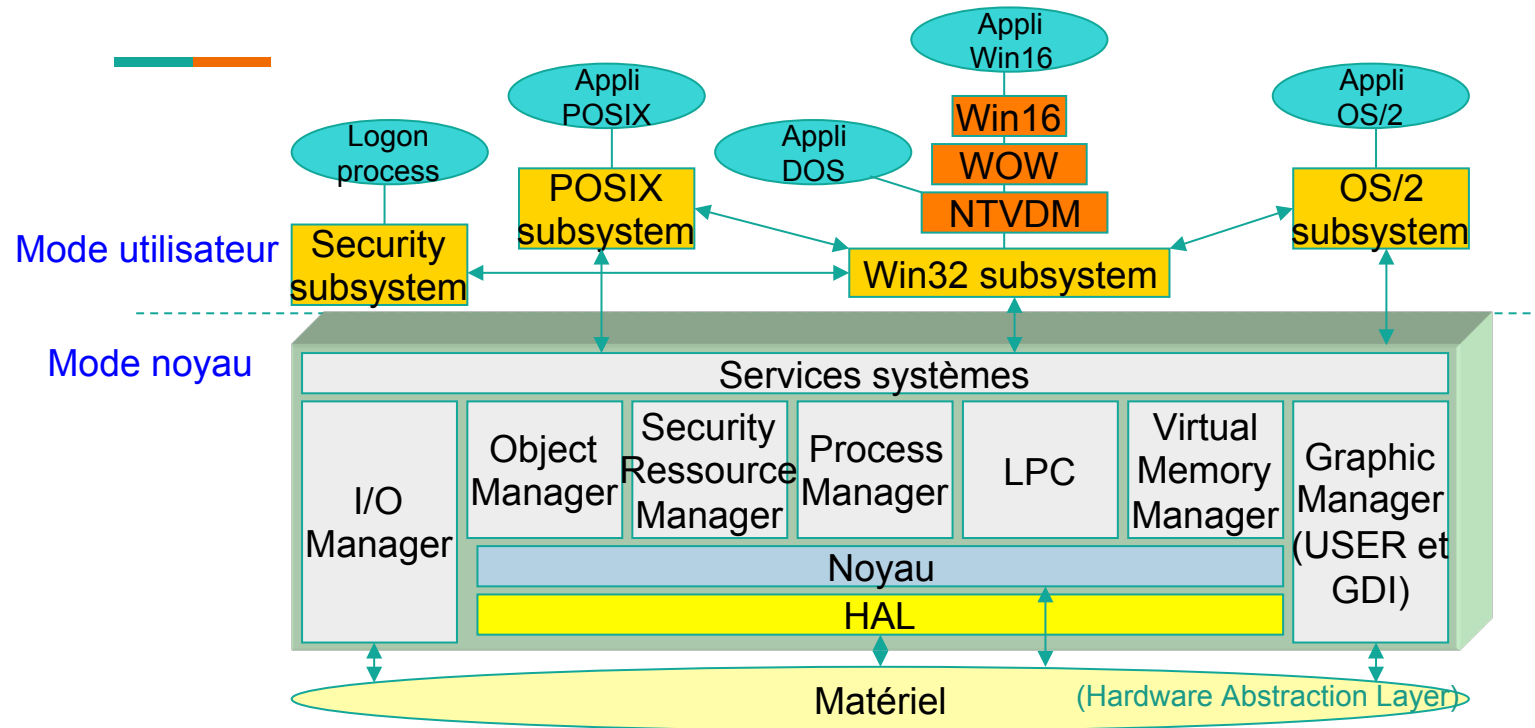 Appli
Win16
Appli
POSIX
Appli
OS/2
Win16
Logon
process
Appli
DOS
WOW
POSIX
subsystem
NTVDM
OS/2
subsystem
Mode utilisateur
Security
subsystem
Win32 subsystem
Mode noyau
Services systèmes
I/O
Manager
Object
Manager
Security
Ressource
Manager
Process
Manager
LPC
Virtual
Memory
Manager
Graphic
Manager
(USER et
GDI)
Noyau
HAL
Matériel
(Hardware Abstraction Layer)